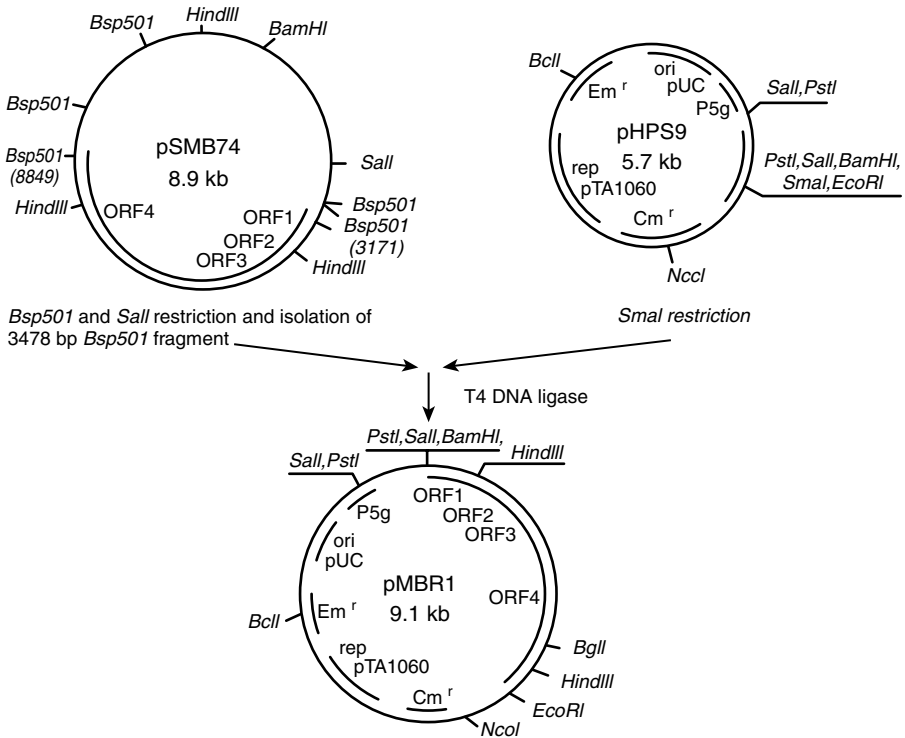 HindIII
BamHI
Bsp501
Bsp501
Bsp501
(8849)
HindIII
pSMB74
8.9 kb
SalI
Bsp501
Bsp501
(3171)
HindIII
ORF4
ORF1
ORF2
ORF3
BclI
ori
pUC
Em r
P5g
SalI,PstI
pHPS9
5.7 kb
PstI,SalI,BamHI,
SmaI,EcoRI
rep
pTA1060
Cm r
NccI
Bsp501 and SalI restriction and isolation of
3478 bp Bsp501 fragment
SmaI restriction
T4 DNA ligase
PstI,SalI,BamHI,
SalI,PstI
HindIII
P5g
ORF1
ORF2
ORF3
ori
pUC
pMBR1
9.1 kb
ORF4
BclI
Em r
rep
pTA1060
Cm r
BglI
HindIII
EcoRI
NcoI